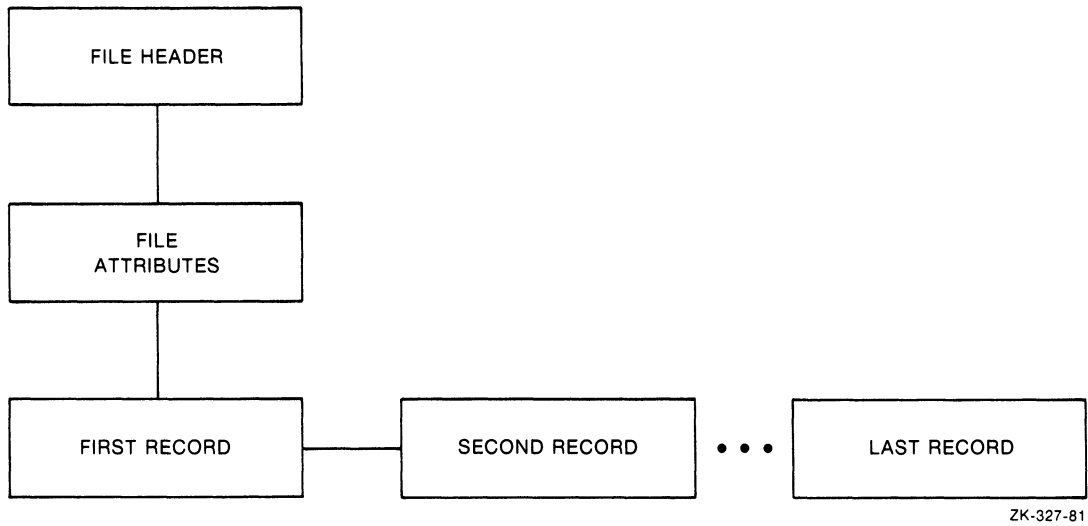 FILE HEADER
FILE
ATTRIBUTES
FIRST RECORD
SECOND RECORD
LAST RECORD
ZK-327-81